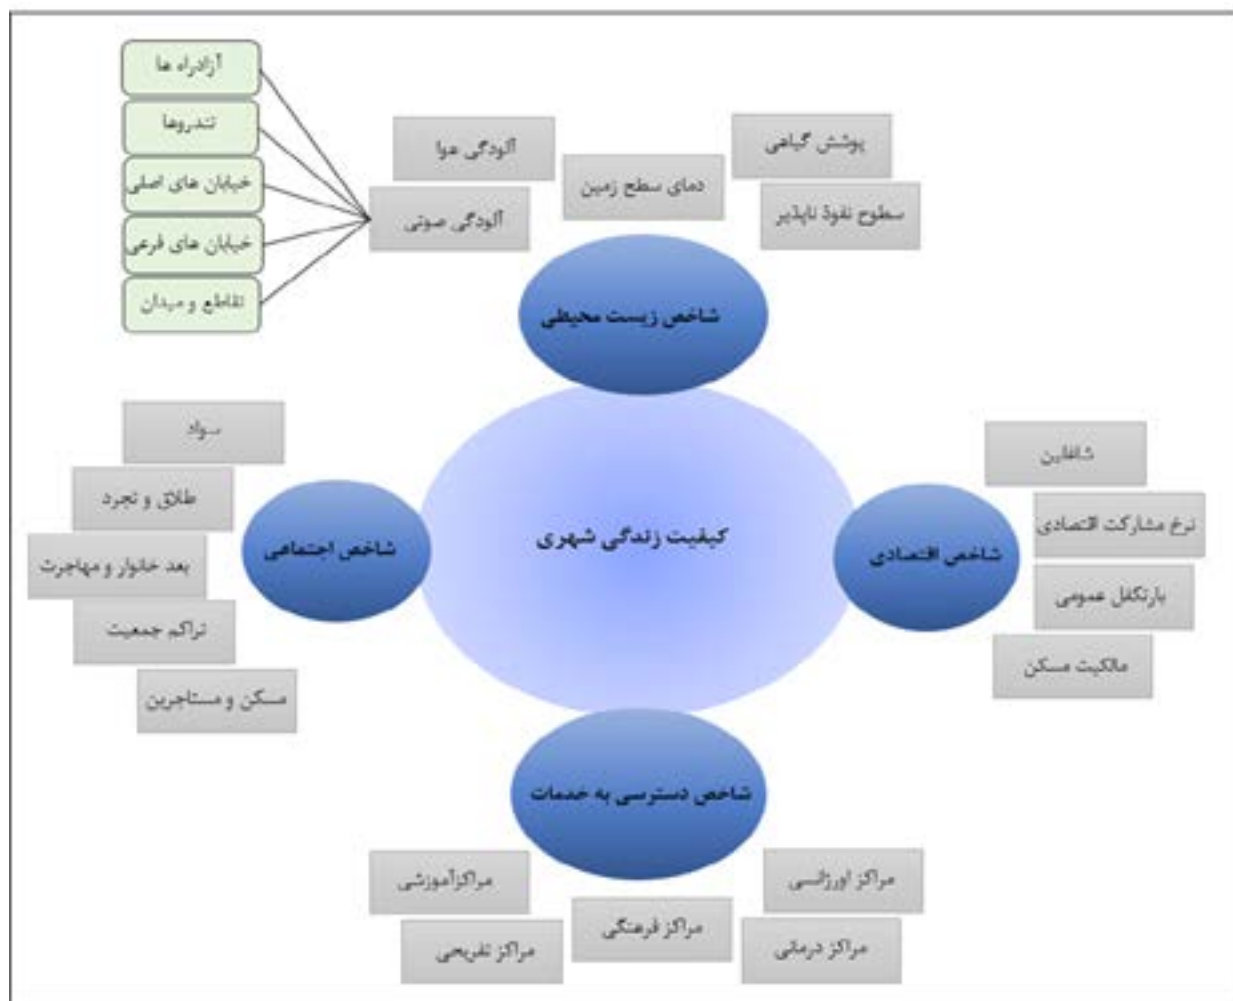 آزادراه ها
تندروها
خیابان های اصلی
خیابان های فرعی
تقاطع و میدان
آلودگی هوا
آلودگی صوتی
دمای سطح زمین
پوشش گیاهی
سطوح نفوذ ناپذیر
شاخص زیست محیطی
سواد
طلاق و تجرد
بعد خانوار و مهاجرت
تراکم جمعیت
مسکن و مستاجرین
شاخص اجتماعی
کیفیت زندگی شهری
شاخص اقتصادی
شاغلین
نرخ مشارکت اقتصادی
بارتکفل عمومی
مالکیت مسکن
شاخص دسترسی به خدمات
مراکزآموزشی
مراکز تفریحی
مراکز فرهنگی
مراکز اورژانسی
مراکز درمانی